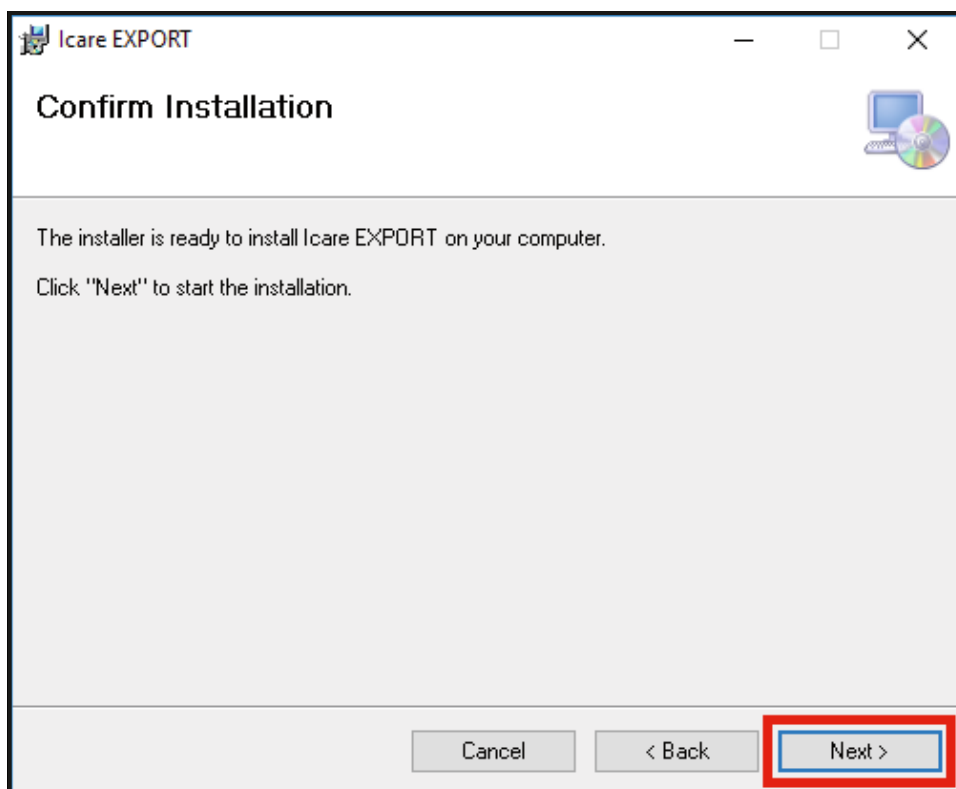 Icare EXPORT
Confirm Installation
The installer is ready to install Icare EXPORT on your computer.
Click "Next" to start the installation.
Cancel
< Back
Next >